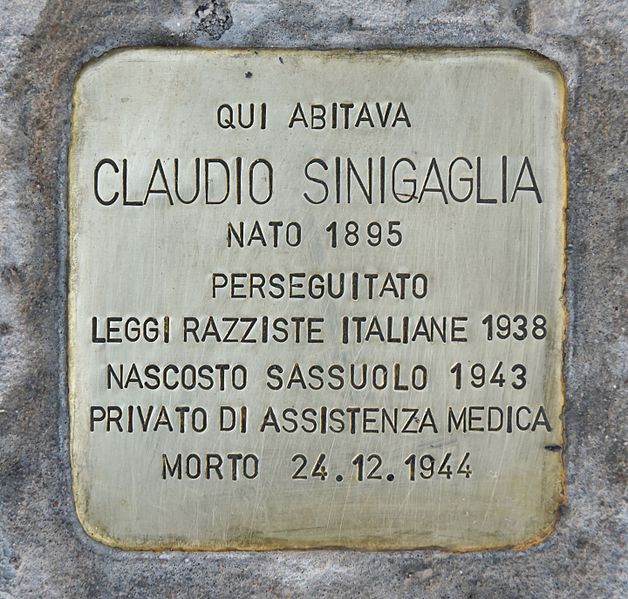 QUI ABITAVA
CLAUDIO SINIGAGLIA
NATO 1895
PERSEGUITATO
LEGGI RAZZISTE ITALIANE 1938
NASCOSTO SASSUOLO 1943
PRIVATO DI ASSISTENZA MEDICA
MORTO 24.12.1944